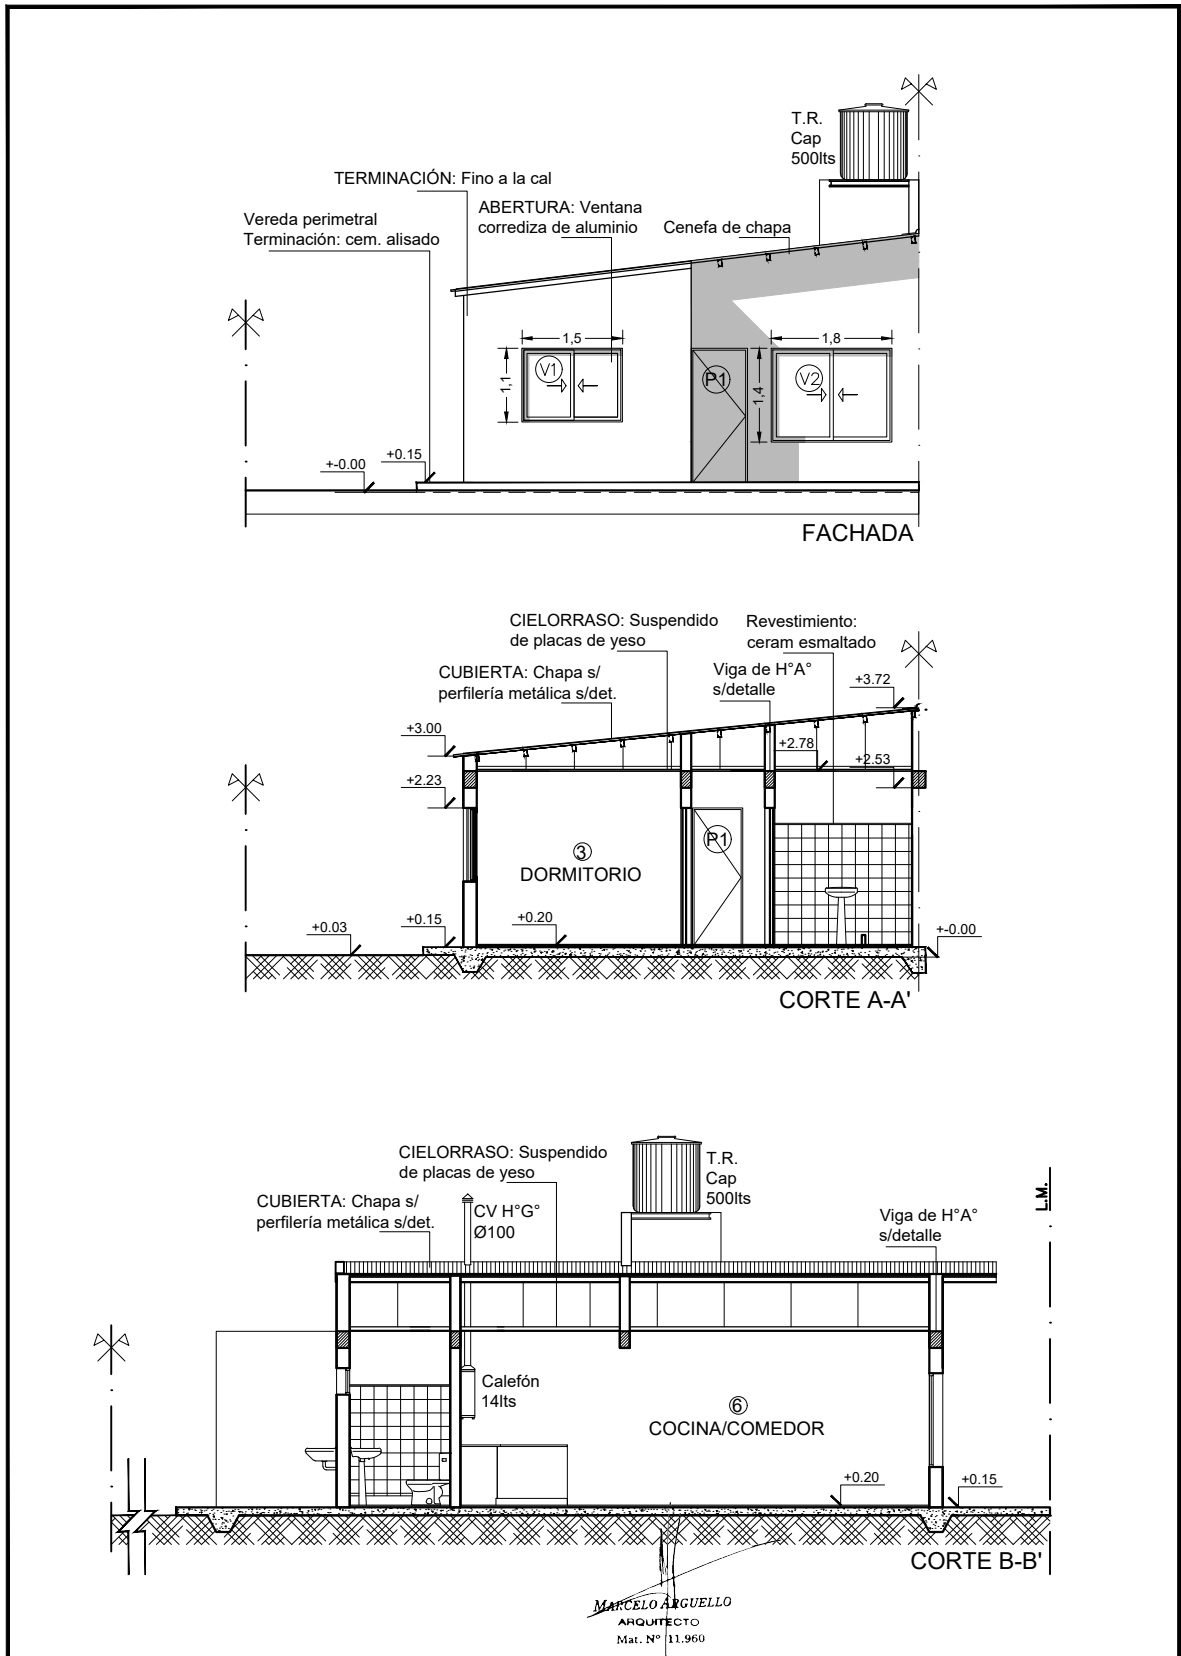 T.R.
Cap
500lts
TERMINACIÓN: Fino a la cal
ABERTURA: Ventana
corrediza de aluminio
Vereda perimetral
Terminación: cem. alisado
Cenefa de chapa
1,5
1,8
V1
1,1
P1
1,4
V2
+0.15
+-0.00
FACHADA
CIELORRASO: Suspendido
de placas de yeso
Revestimiento:
ceram esmaltado
CUBIERTA: Chapa s/
perfilería metálica s/det.
Viga de H°A°
s/detalle
+3.72
+3.00
+2.78
+2.53
+2.23
P1
3
DORMITORIO
+0.03
+0.15
+0.20
+-0.00
CORTE A-A'
CIELORRASO: Suspendido
de placas de yeso
T.R.
Cap
500lts
CUBIERTA: Chapa s/
perfilería metálica s/det.
CV H°G°
Ø100
Viga de H°A°
s/detalle
L.M.
Calefón
14lts
6
COCINA/COMEDOR
+0.20
+0.15
CORTE B-B'
MARCELO ARGUELLO
ARQUITECTO
Mat. N° 11.960